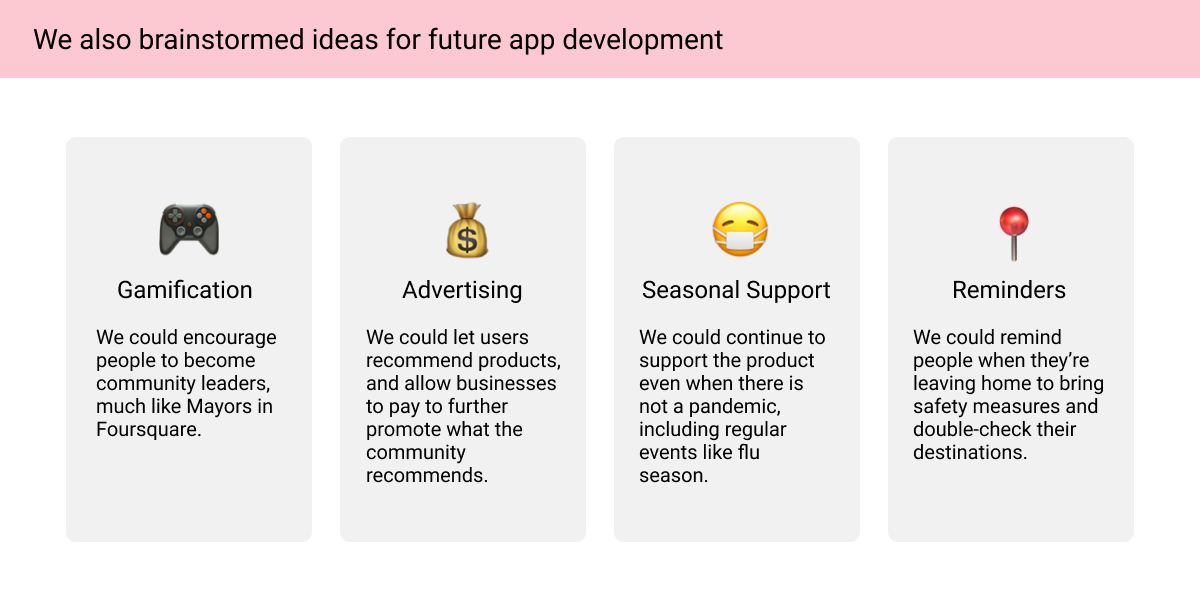 We also brainstormed ideas for future app development
Gamification
We could encourage
people to become
community leaders,
much like Mayors in
Foursquare.
Advertising
We could let users
recommend products,
and allow businesses
to pay to further
promote what the
community
recommends.
Seasonal Support
We could continue to
support the product
even when there is
not a pandemic,
including regular
events like flu
season.
Reminders
We could remind
people when they’re
leaving home to bring
safety measures and
double-check their
destinations.